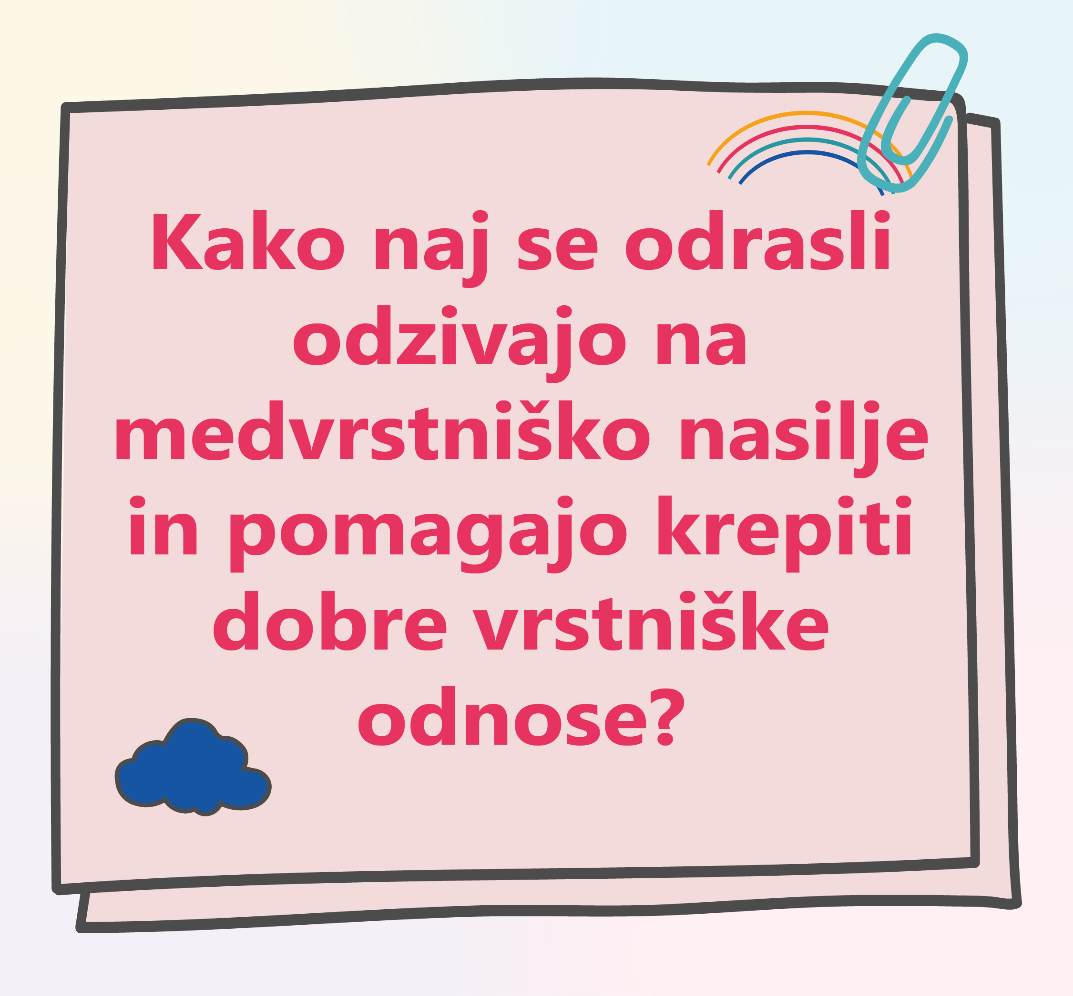 Kako naj se odrasli
odzivajo na
medvrstniško nasilje
in pomagajo krepiti
dobre vrstniške
odnose?